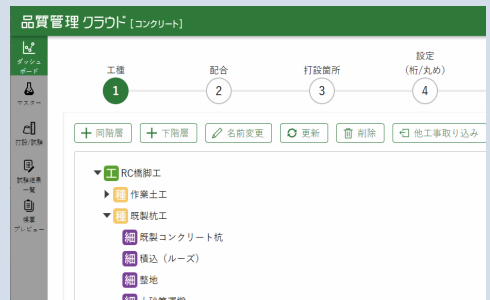 品質管理 クラウド [コンクリート]
ダッシュ
ボード
マスター
打設/試験
試験結果
一覧
帳票
プレビュー
工種
配合
打設箇所
設定
(桁/丸め)
1
2
3
4
同階層
下階層
名前変更
更新
削除
他工事取り込み
工 RC橋脚工
種 作業土工
種 既製杭工
細 既製コンクリート杭
細 積込（ルーズ）
細 整地
細